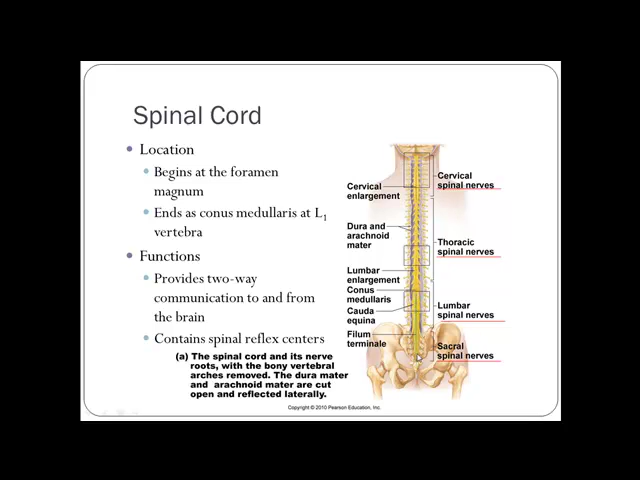 Spinal Cord
Location
Begins at the foramen
magnum
Ends as conus medullaris at L1
vertebra
Functions
Provides two-way
communication to and from
the brain
Contains spinal reflex centers
Cervical
enlargement
Dura and
arachnoid
mater
Lumbar
enlargement
Conus
medullaris
Cauda
equina
Filum
terminale
Cervical
spinal nerves
Thoracic
spinal nerves
Lumbar
spinal nerves
Sacral
spinal nerves
(a) The spinal cord and its nerve
roots, with the bony vertebral
arches removed. The dura mater
and arachnoid mater are cut
open and reflected laterally.
Copyright © 2010 Pearson Education, Inc.